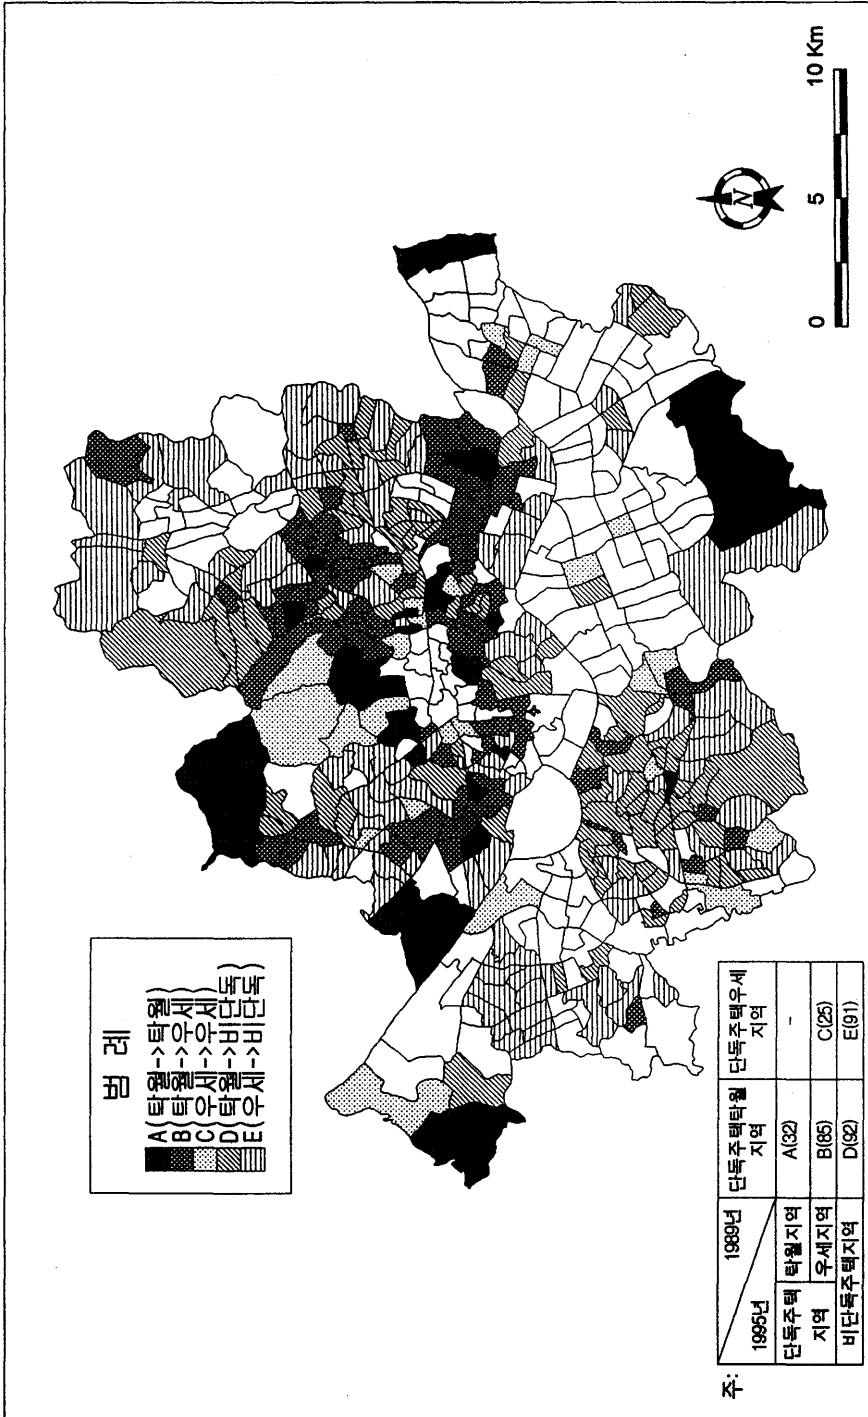 범 례
A(탁월->탁월)
B(탁월->우세)
C(우세->우세)
D(탁월->비단독)
E(우세->비단독)
N
0 5 10 Km
주:
1989년 단독주택탁월 지역 단독주택우세 지역
1995년
단독주택 지역 탁월지역 A(32) -
우세지역 B(85) C(25)
비단독주택지역 D(92) E(91)